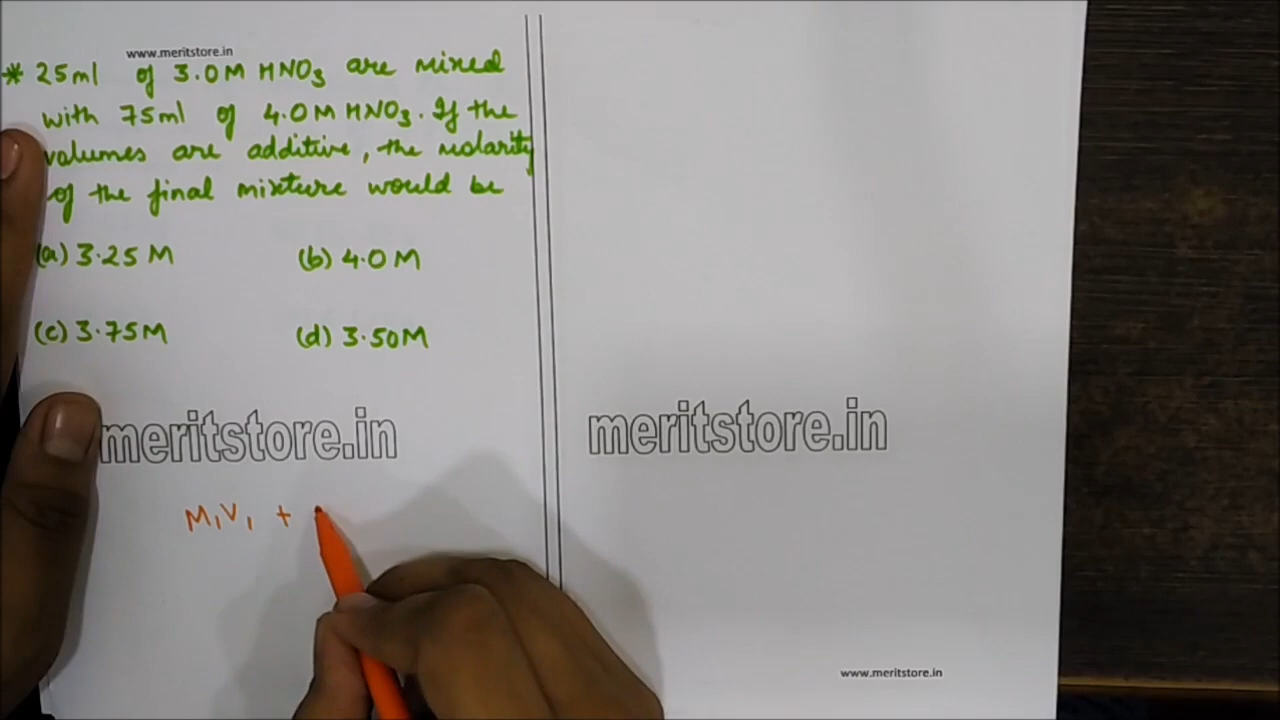 www.meritstore.in
* 25ml of 3.0M HNO3 are mixed
with 75ml of 4.0M HNO3. If the
volumes are additive, the molarity
of the final mixture would be
(a) 3.25 M (b) 4.0 M
(c) 3.75M (d) 3.50M
meritstore.in meritstore.in
M1V1 +
www.meritstore.in